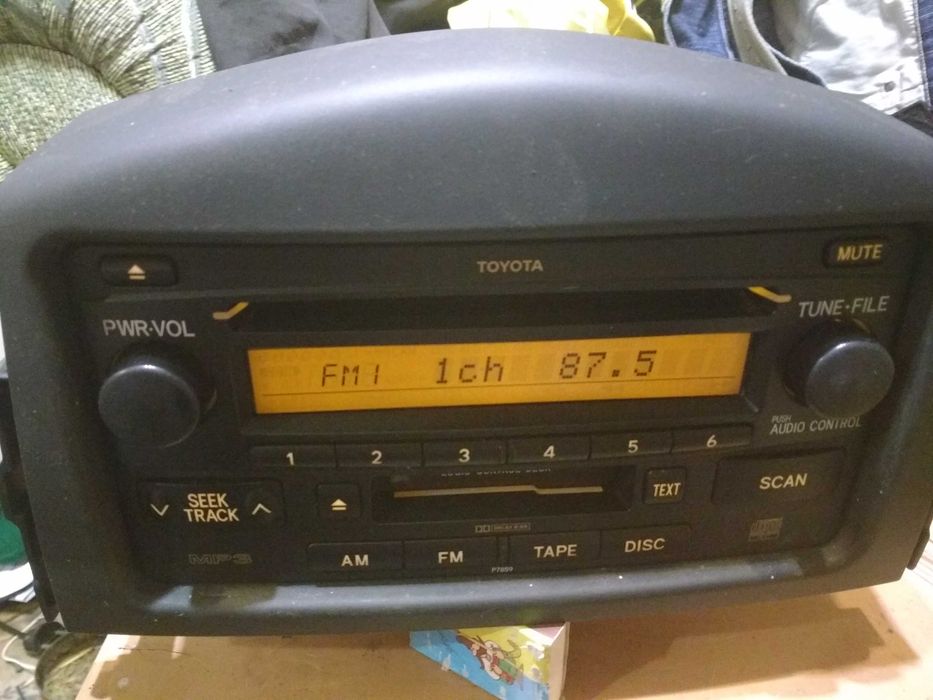 TOYOTA
MUTE
PWR·VOL
TUNE·FILE
FM1 1ch 87.5
PUSH
AUDIO CONTROL
1 2 3 4 5 6
SEEK
TRACK
TEXT
SCAN
MP3
AM FM TAPE DISC
P7859